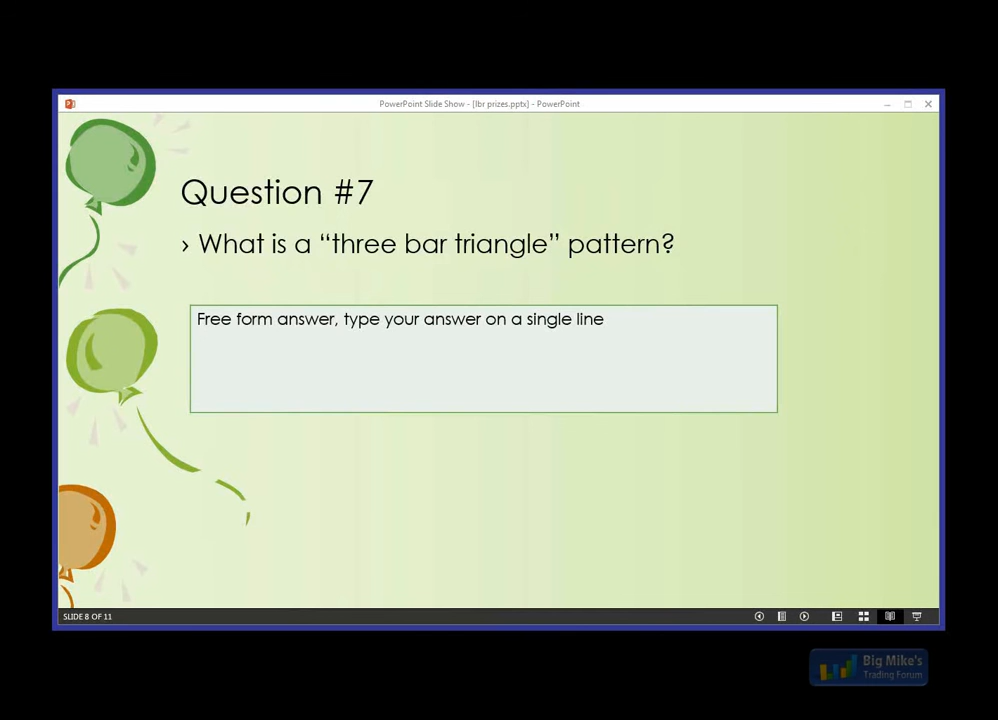 PowerPoint Slide Show - [lbr prizes.pptx] - PowerPoint
Question #7
› What is a “three bar triangle” pattern?
Free form answer, type your answer on a single line
SLIDE 8 OF 11
Big Mike's
Trading Forum